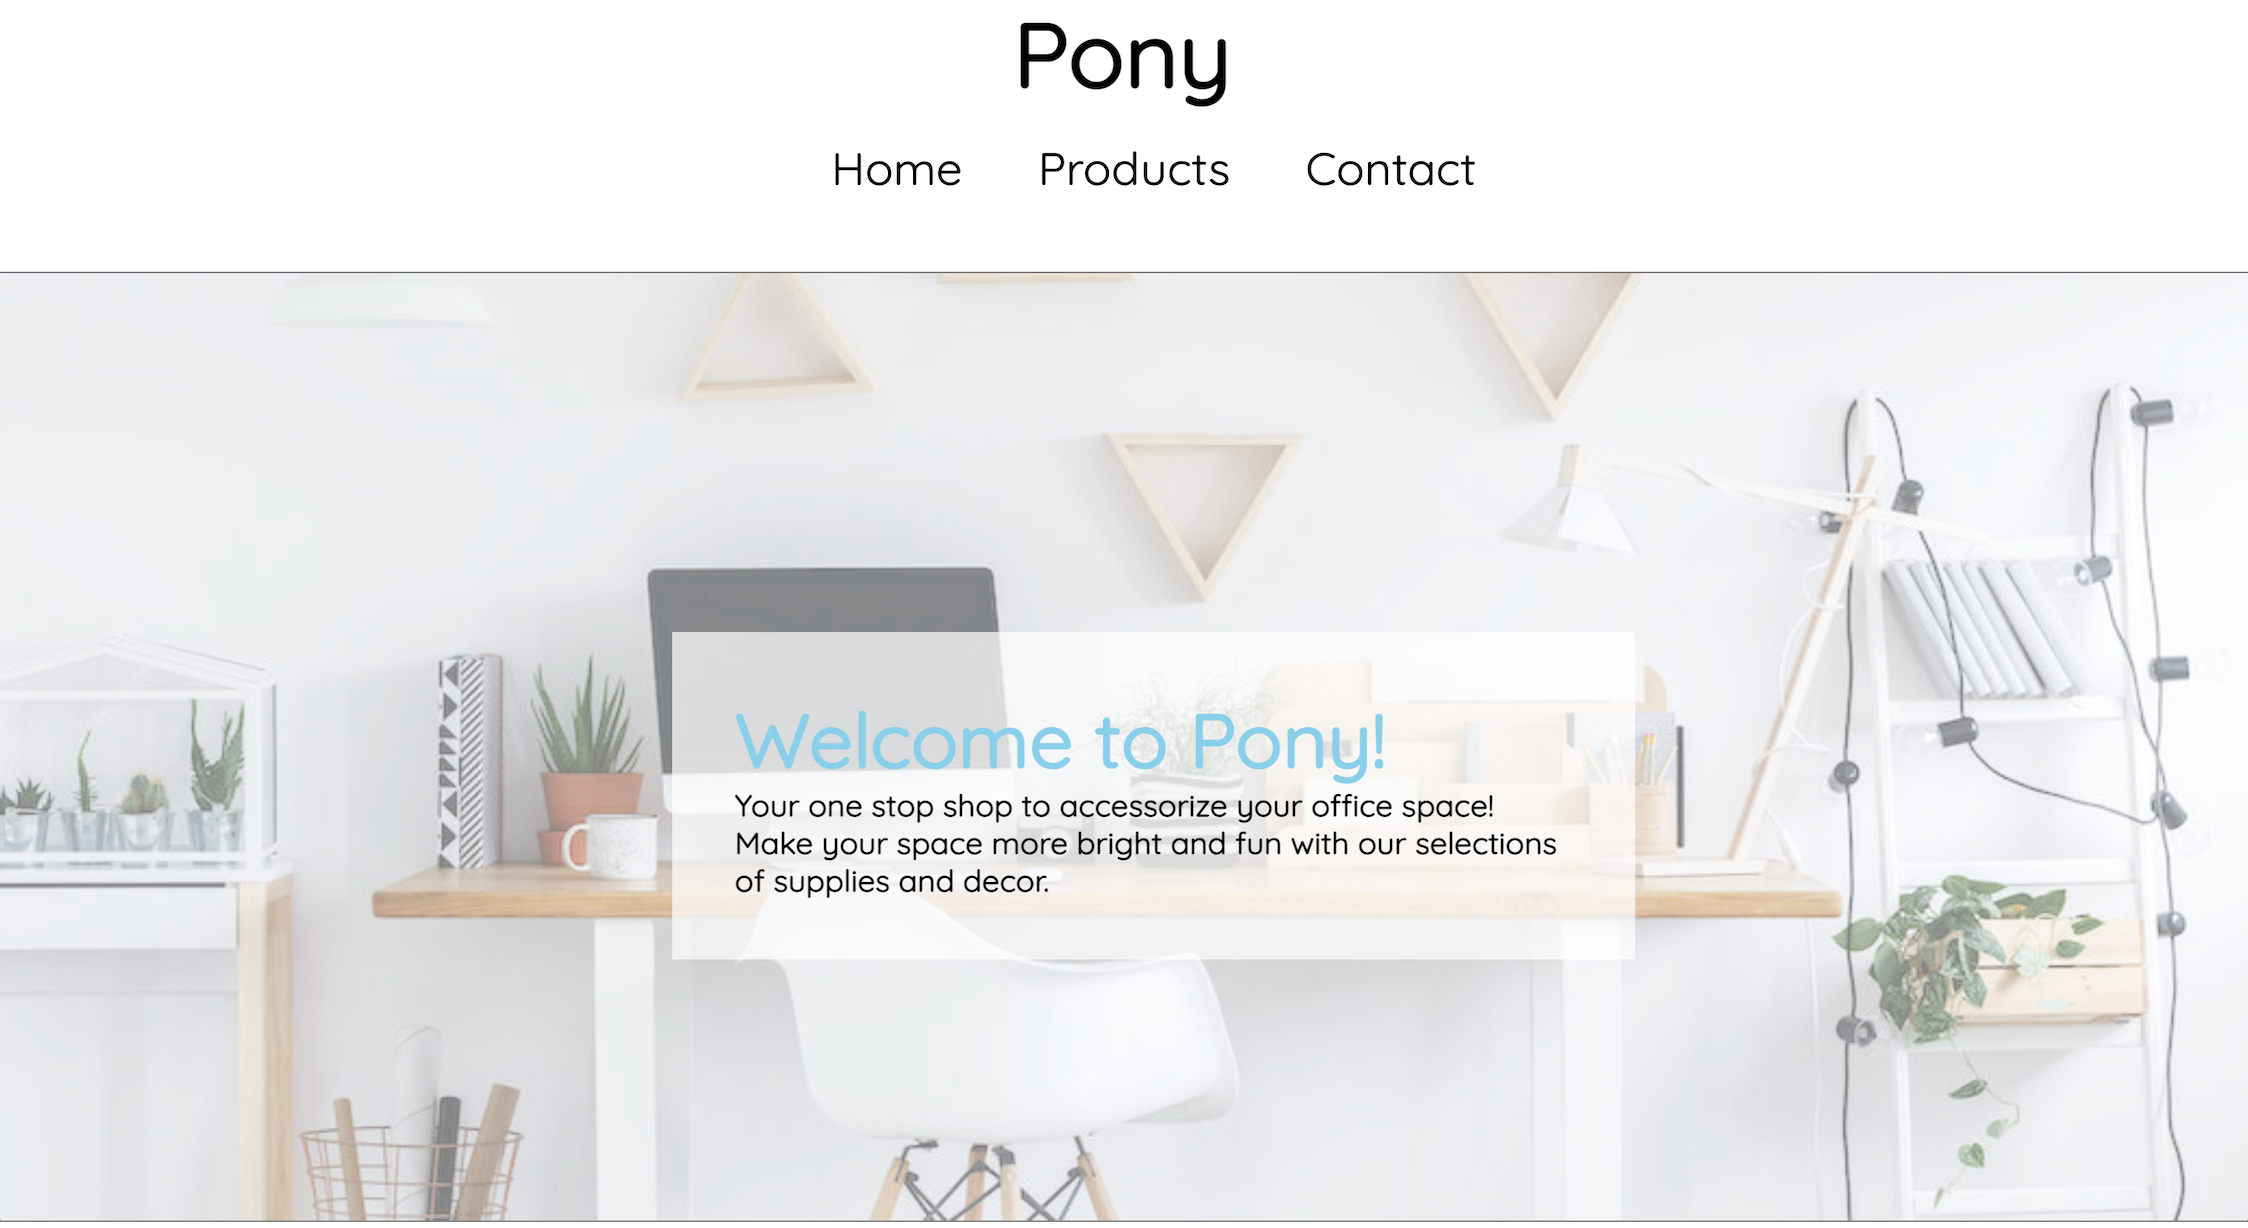 Pony
Home Products Contact
Welcome to Pony!
Your one stop shop to accessorize your office space!
Make your space more bright and fun with our selections
of supplies and decor.